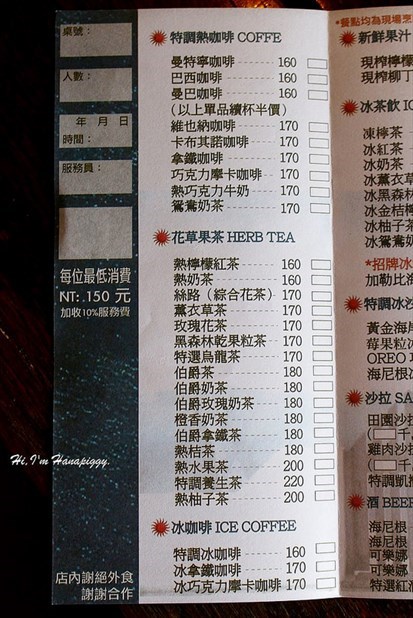 桌號：
人數：
年 月 日
時間：
服務員：
每位最低消費
NT: 150 元
加收10%服務費
店內謝絕外食
謝謝合作
特調熱咖啡 COFFE
曼特寧咖啡 160
巴西咖啡 160
曼巴咖啡 160
(以上單品續杯半價)
維也納咖啡 170
卡布其諾咖啡 170
拿鐵咖啡 170
巧克力摩卡咖啡 170
熱巧克力牛奶 170
鴛鴦奶茶 170
花草果茶 HERB TEA
熱檸檬紅茶 160
熱奶茶 160
絲路（綜合花茶) 170
薰衣草茶 170
玫瑰花茶 170
黑森林乾果粒茶 170
特選烏龍茶 170
伯爵茶 180
伯爵奶茶 180
伯爵玫瑰奶茶 180
橙香奶茶 180
伯爵拿鐵茶 180
熱桔茶 180
熱水果茶 200
特調養生茶 220
熱柚子茶 200
冰咖啡 ICE COFFEE
特調冰咖啡 160
冰拿鐵咖啡 170
冰巧克力摩卡咖啡 170
*餐點均為現場烹
新鮮果汁
現榨檸檬
現榨柳丁
冰茶飲 IC
凍檸茶
冰紅茶
冰奶茶
冰薰衣草
冰黑森林
冰金桔檸
冰柚子茶
冰鴛鴦奶
*招牌冰
加勒比海
特調冰沙
黃金海岸
莓果粒冰
OREO
海尼根冰
沙拉 SA
田園沙拉
(千
雞肉沙拉
(千
特調凱撒
酒 BEER
海尼根
海尼根
可樂娜
可樂娜
特選紅酒
Hi, I'm Hanapiggy.